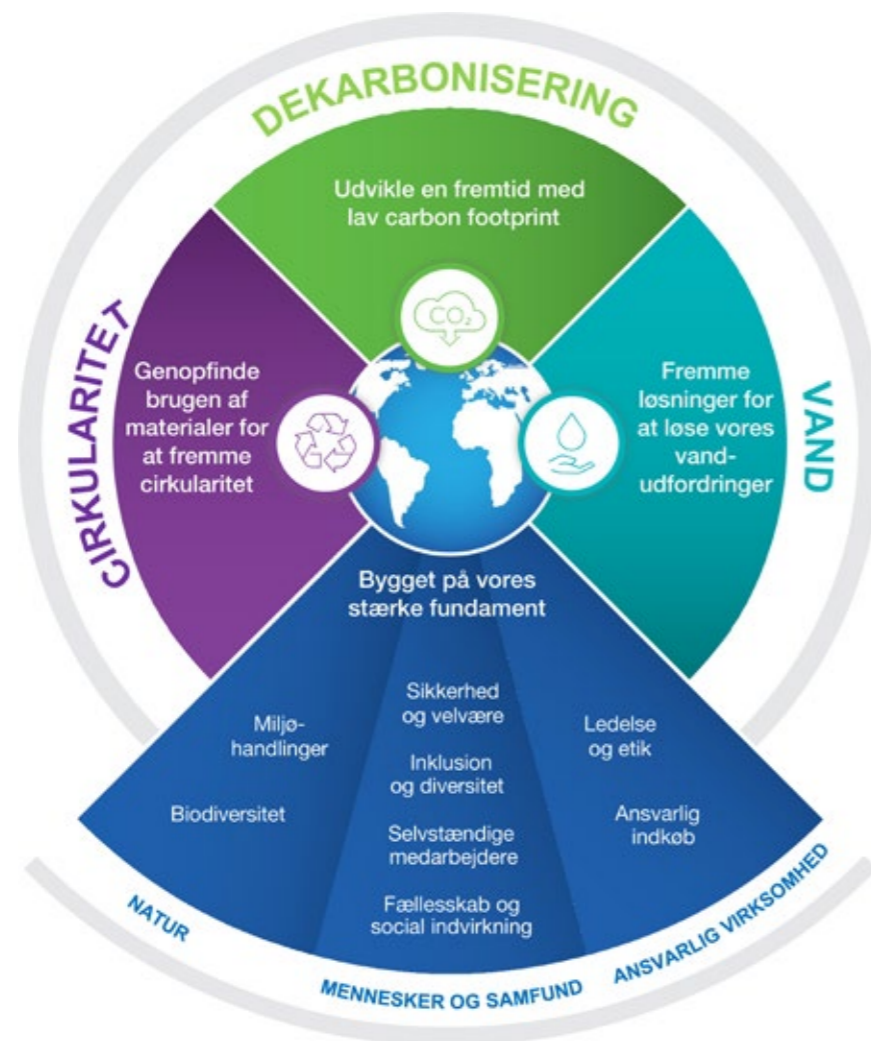 DEKARBONISERING
Udvikle en fremtid med
lav carbon footprint
CO₂
CIRKULARITET
Genopfinde
brugen af
materialer for
at fremme
cirkularitet
Fremme
løsninger for
at løse vores
vand-
udfordringer
VAND
Bygget på vores
stærke fundament
Miljø-
handlinger
Biodiversitet
NATUR
Sikkerhed
og velvære
Inklusion
og diversitet
Selvstændige
medarbejdere
Fællesskab og
social indvirkning
MENNESKER OG SAMFUND
Ledelse
og etik
Ansvarlig
indkøb
ANSVARLIG VIRKSOMHED